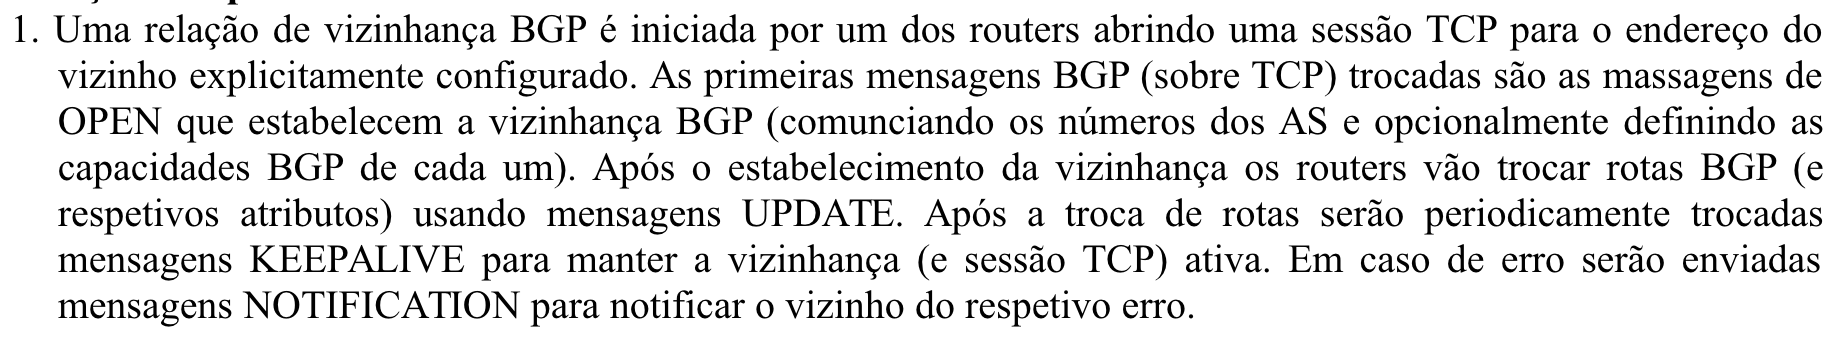 1. Uma relação de vizinhança BGP é iniciada por um dos routers abrindo uma sessão TCP para o endereço do
vizinho explicitamente configurado. As primeiras mensagens BGP (sobre TCP) trocadas são as massagens de
OPEN que estabelecem a vizinhança BGP (comunciando os números dos AS e opcionalmente definindo as
capacidades BGP de cada um). Após o estabelecimento da vizinhança os routers vão trocar rotas BGP (e
respetivos atributos) usando mensagens UPDATE. Após a troca de rotas serão periodicamente trocadas
mensagens KEEPALIVE para manter a vizinhança (e sessão TCP) ativa. Em caso de erro serão enviadas
mensagens NOTIFICATION para notificar o vizinho do respetivo erro.